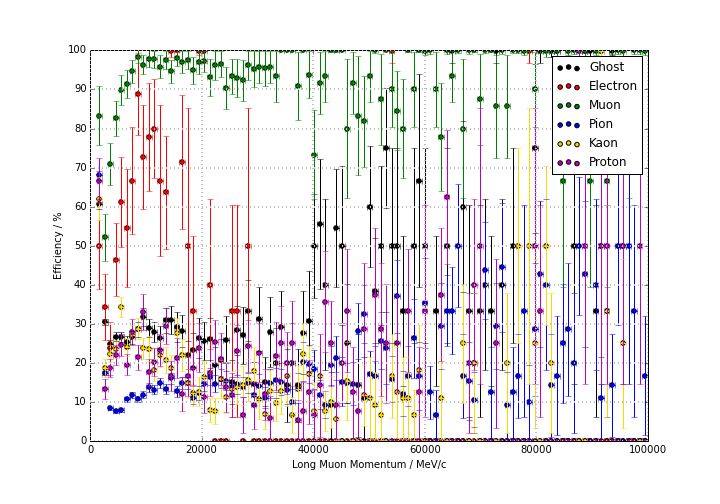 100
90
80
70
60
50
40
30
20
10
0
Efficiency / %
Ghost
Electron
Muon
Pion
Kaon
Proton
0 20000 40000 60000 80000 100000
Long Muon Momentum / MeV/c